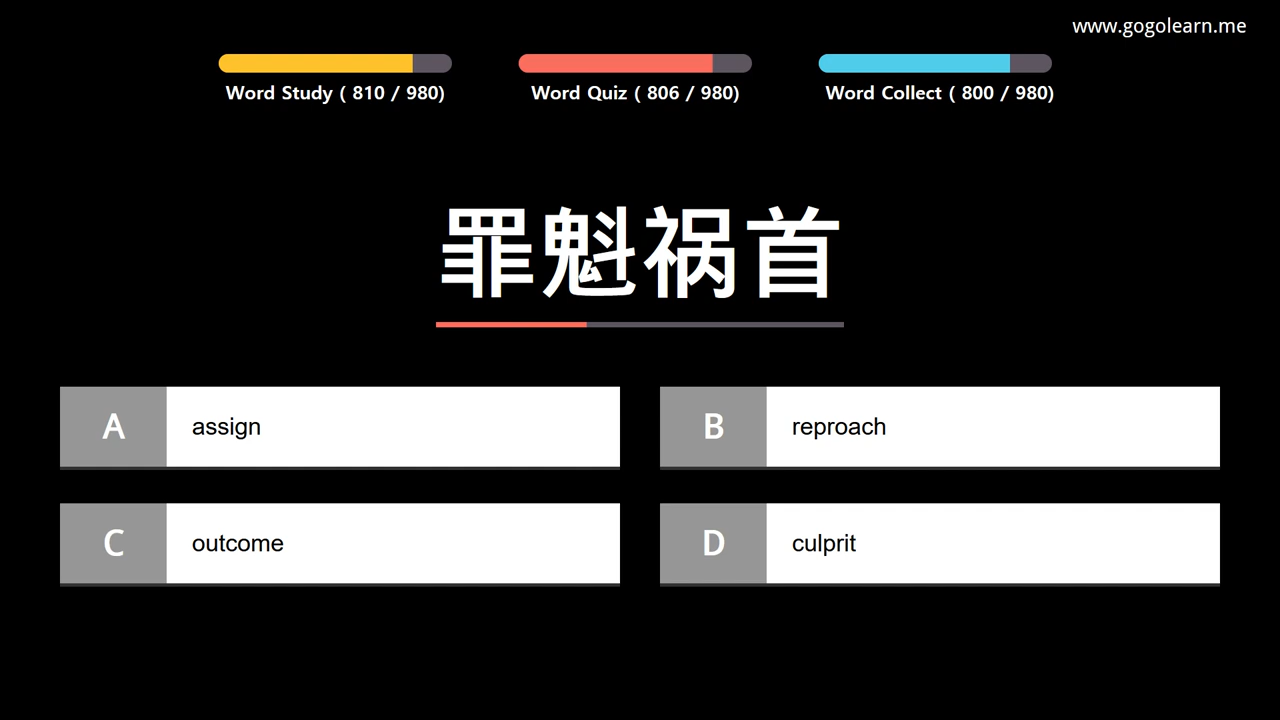 www.gogolearn.me
Word Study ( 810 / 980)
Word Quiz ( 806 / 980)
Word Collect ( 800 / 980)
罪魁祸首
A assign
B reproach
C outcome
D culprit